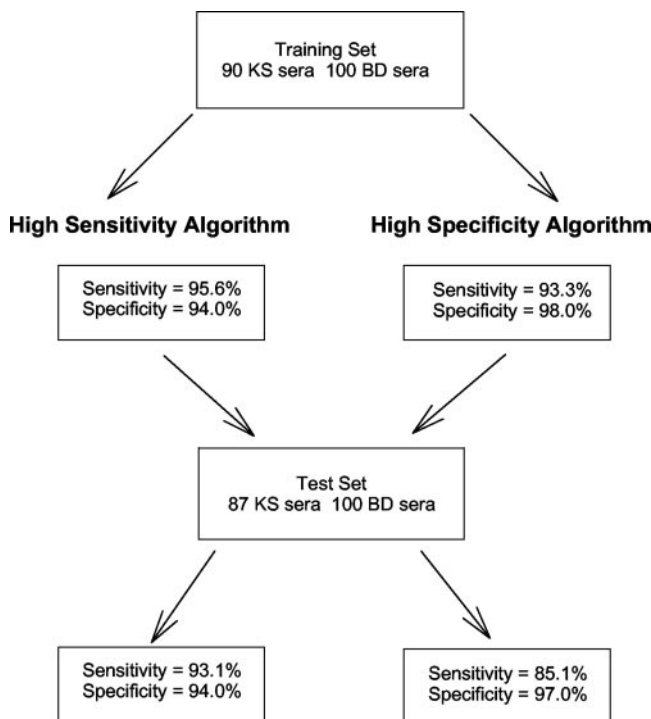 Training Set
90 KS sera 100 BD sera
High Sensitivity Algorithm
High Specificity Algorithm
Sensitivity = 95.6%
Specificity = 94.0%
Sensitivity = 93.3%
Specificity = 98.0%
Test Set
87 KS sera 100 BD sera
Sensitivity = 93.1%
Specificity = 94.0%
Sensitivity = 85.1%
Specificity = 97.0%